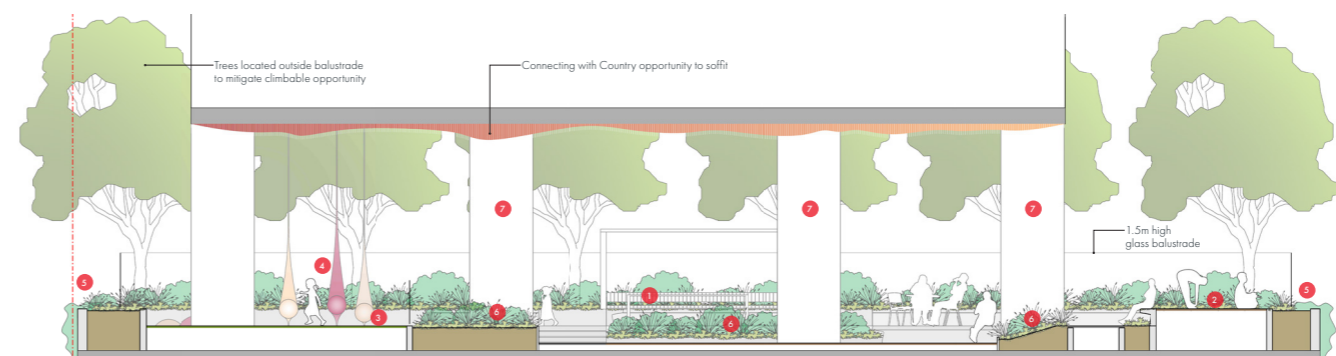 Trees located outside balustrade
to mitigate climbable opportunity
Connecting with Country opportunity to soffit
7
7
7
1.5m high
glass balustrade
4
5
1
2
5
3
6
6
6